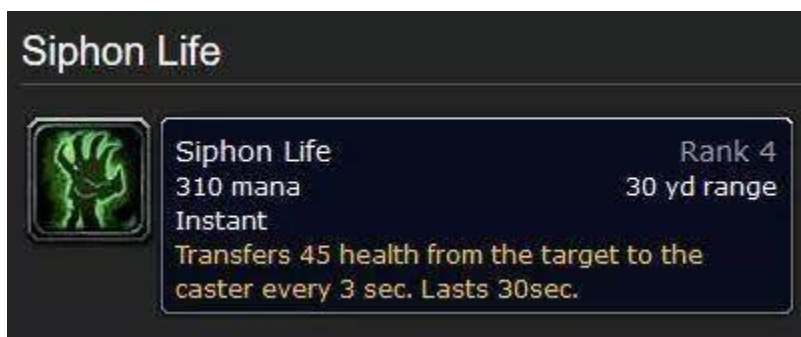 Siphon Life
Siphon Life Rank 4
310 mana 30 yd range
Instant
Transfers 45 health from the target to the
caster every 3 sec. Lasts 30sec.